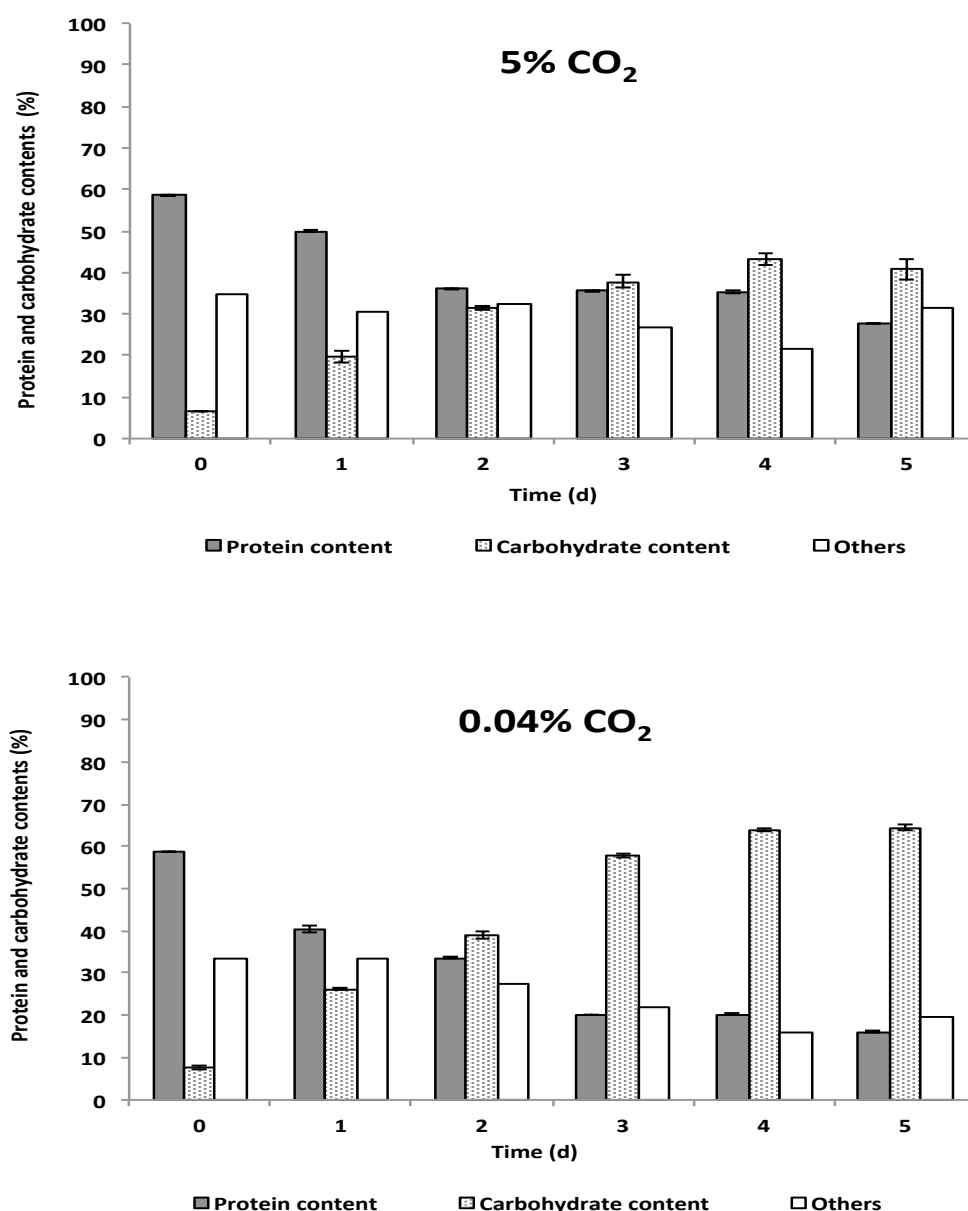 5% CO₂
Protein and carbohydrate contents (%)
100
90
80
70
60
50
40
30
20
10
0
0 1 2 3 4 5
Time (d)
Protein content Carbohydrate content Others
0.04% CO₂
Protein and carbohydrate contents (%)
100
90
80
70
60
50
40
30
20
10
0
0 1 2 3 4 5
Time (d)
Protein content Carbohydrate content Others